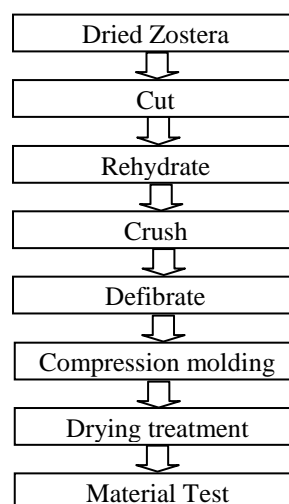 Dried Zostera
Cut
Rehydrate
Crush
Defibrate
Compression molding
Drying treatment
Material Test